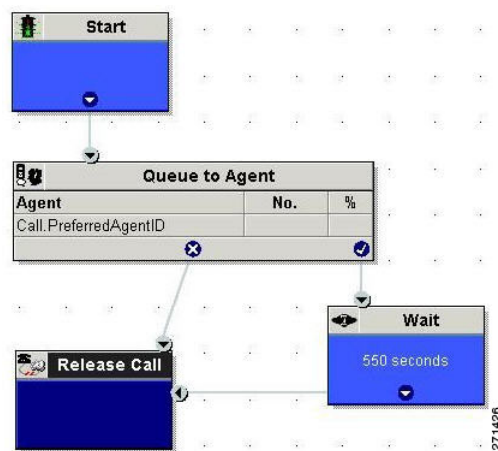 Start
Queue to Agent
Agent No. %
Call.PreferredAgentID
Wait
550 seconds
Release Call
271426